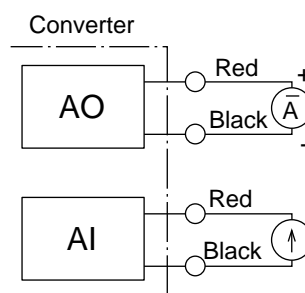 Converter
Red
+
AO
A
Black
-
Red
AI
Black